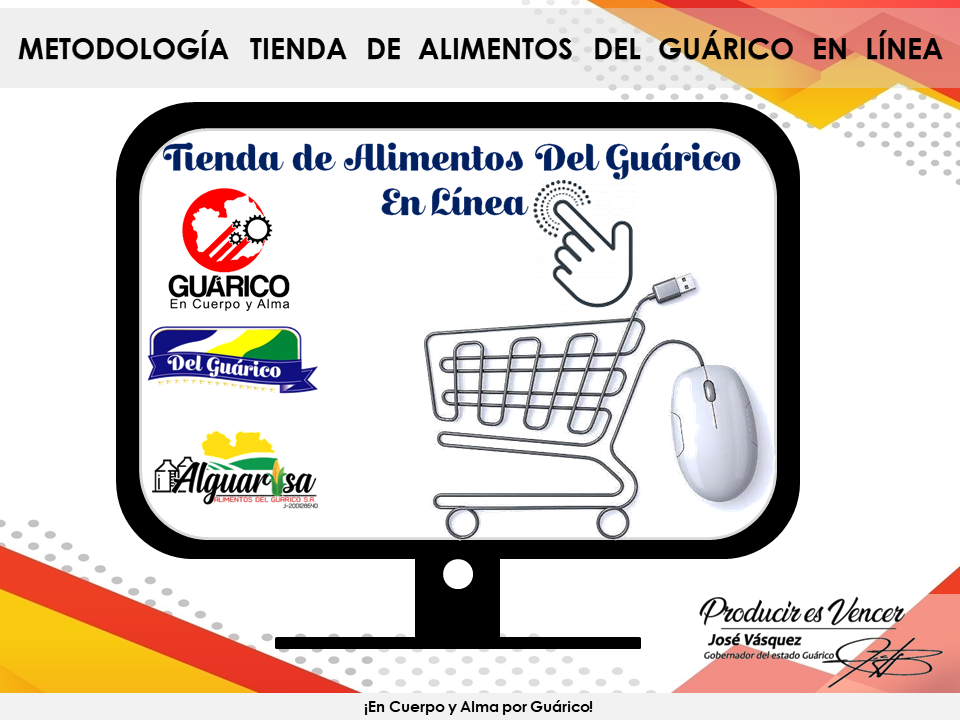 METODOLOGÍA TIENDA DE ALIMENTOS DEL GUÁRICO EN LÍNEA
Tienda de Alimentos Del Guárico
En Línea
GUÁRICO
En Cuerpo y Alma
Del Guárico
Alguarisa
ALIMENTOS DEL GUÁRICO S.A.
J-200128640
Producir es Vencer
José Vásquez
Gobernador del estado Guárico
¡En Cuerpo y Alma por Guárico!